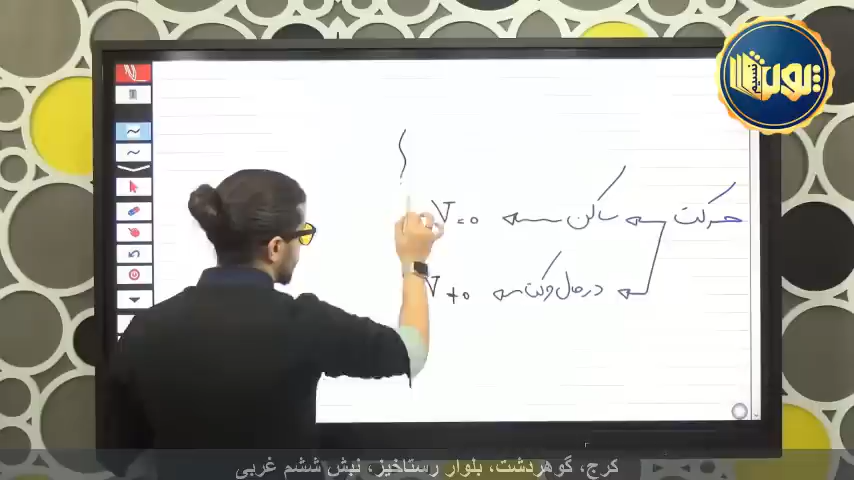 حرکت ← ساکن ← V=0
← در حال حرکت ← V≠0
کرج، گوهردشت، بلوار رستاخیز، نبش ششم غربی